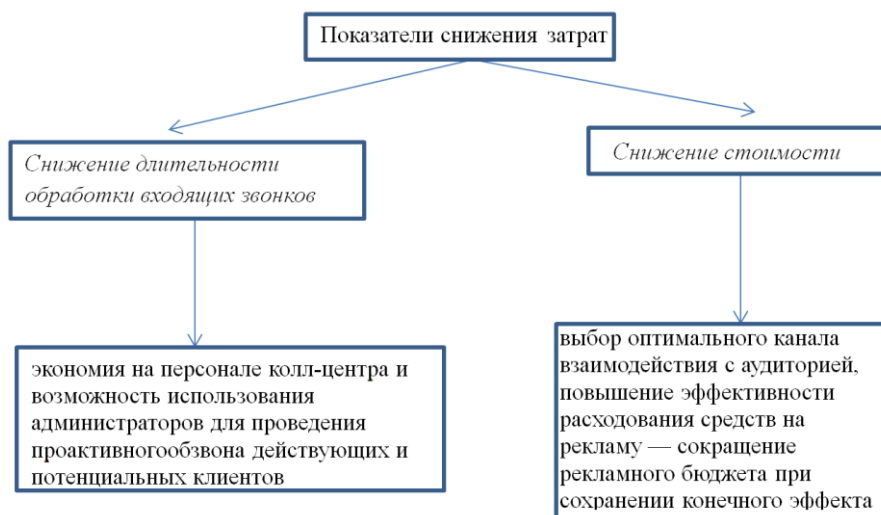 Показатели снижения затрат
Снижение длительности
обработки входящих звонков
Снижение стоимости
экономия на персонале колл-центра и
возможность использования
администраторов для проведения
проактивногообзвона действующих и
потенциальных клиентов
выбор оптимального канала
взаимодействия с аудиторией,
повышение эффективности
расходования средств на
рекламу — сокращение
рекламного бюджета при
сохранении конечного эффекта